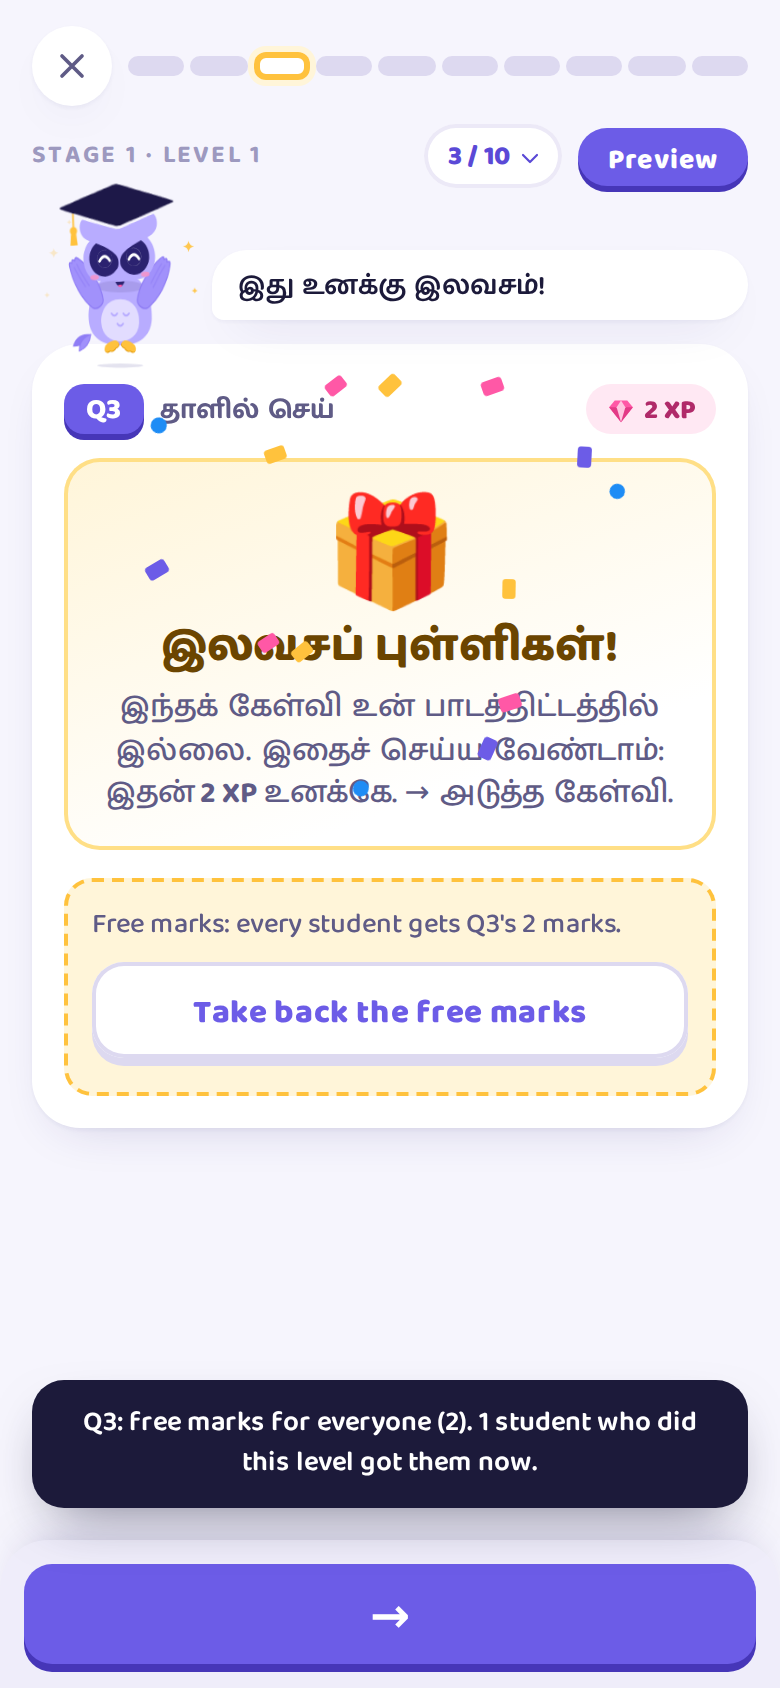 STAGE 1 · LEVEL 1
3 / 10
Preview
இது உனக்கு இலவசம்!
Q3
தாளில் செய்
2 XP
இலவசப் புள்ளிகள்!
இந்தக் கேள்வி உன் பாடத்திட்டத்தில்
இல்லை. இதைச் செய்ய வேண்டாம்:
இதன் 2 XP உனக்கே. → அடுத்த கேள்வி.
Free marks: every student gets Q3's 2 marks.
Take back the free marks
Q3: free marks for everyone (2). 1 student who did
this level got them now.
→